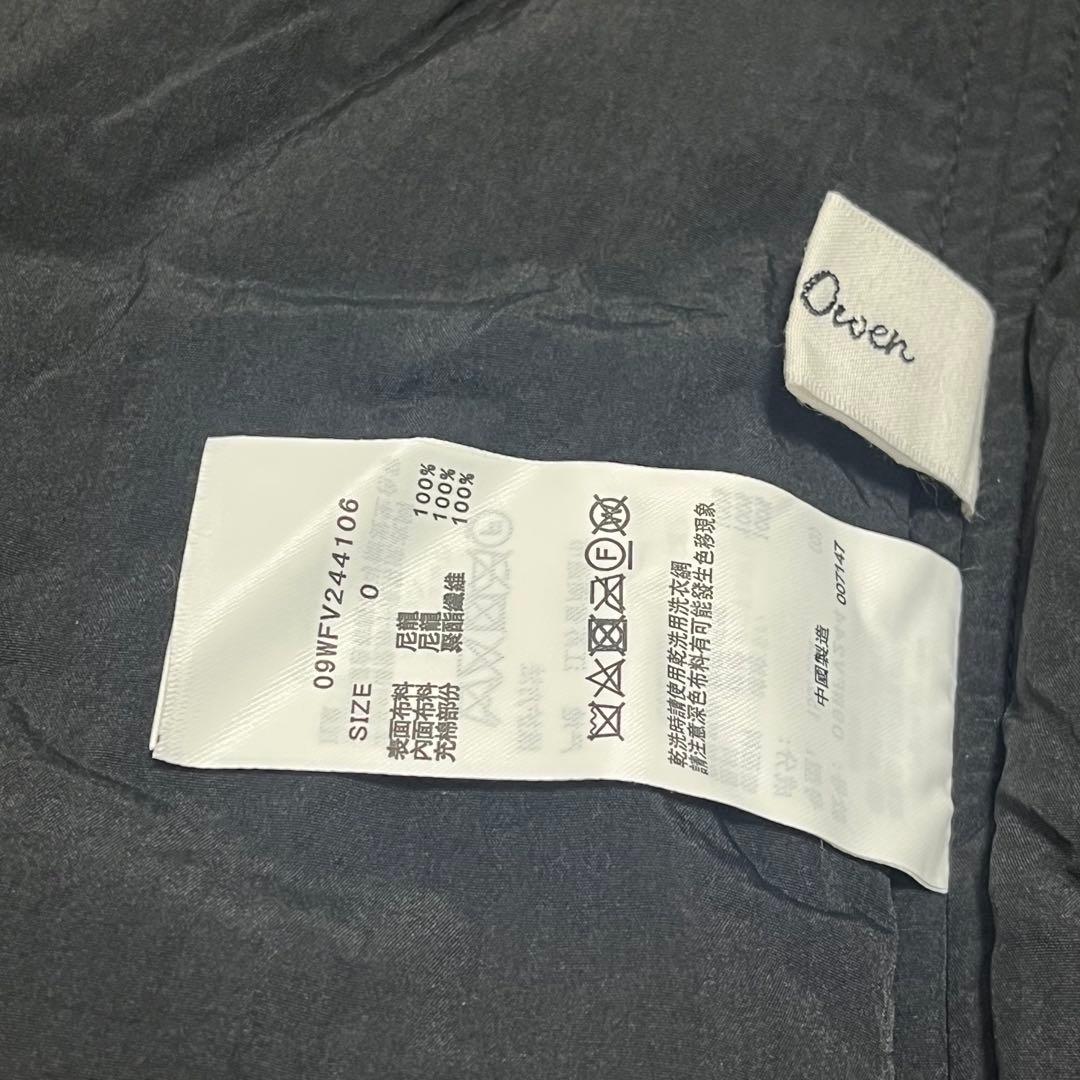 Owen
09WFV244106
SIZE 0
表面布料 尼龍 100%
內面布料 尼龍 100%
充棉部份 聚酯纖維 100%
F W
乾洗時請使用乾洗用洗衣網
請注意深色布料有可能發生色移現象
中國製造 007147